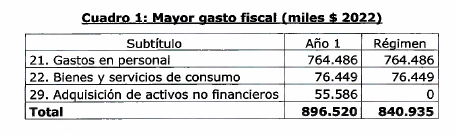 Cuadro 1: Mayor gasto fiscal (miles $ 2022)
Subtítulo Año 1 Régimen
21. Gastos en personal 764.486 764.486
22. Bienes y servicios de consumo 76.449 76.449
29. Adquisición de activos no financieros 55.586 0
Total 896.520 840.935